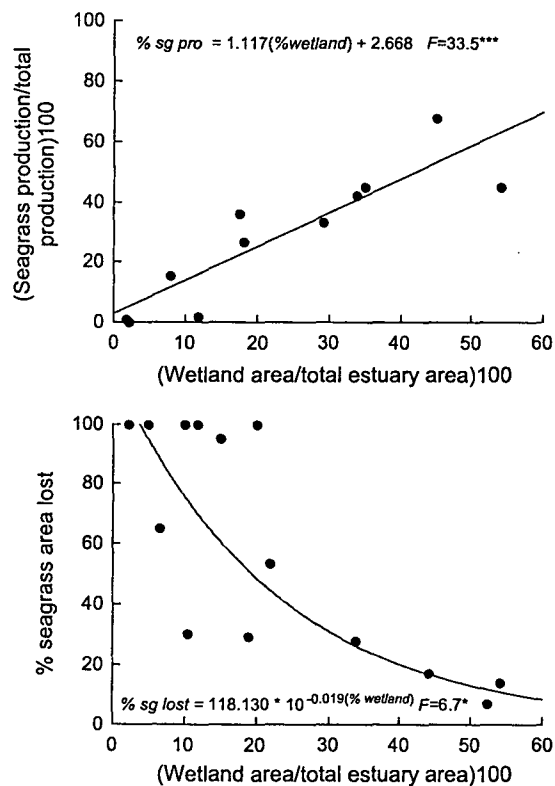 (Seagrass production/total
production)100
100
80
60
40
20
0
% sg pro = 1.117(%wetland) + 2.668 F=33.5***
0 10 20 30 40 50 60
(Wetland area/total estuary area)100
% seagrass area lost
100
80
60
40
20
0
% sg lost = 118.130 * 10^-0.019(% wetland) F=6.7*
0 10 20 30 40 50 60
(Wetland area/total estuary area)100